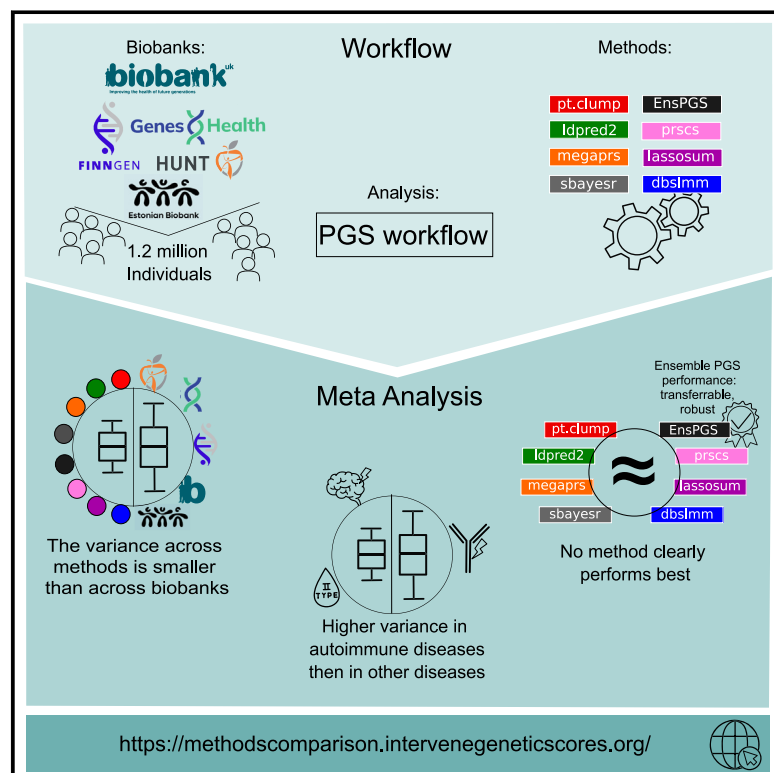 Biobanks:
Workflow
Methods:
biobank uk
Improving the health of future generations
Genes Health
FINNGEN
HUNT
Estonian Biobank
1.2 million
Individuals
Analysis:
PGS workflow
pt.clump
EnsPGS
ldpred2
prscs
megaprs
lassosum
sbayesr
dbslmm
Meta Analysis
Ensemble PGS
performance:
transferrable,
robust
b
The variance across
methods is smaller
than across biobanks
II
TYPE
Higher variance in
autoimmune diseases
then in other diseases
pt.clump
EnsPGS
ldpred2
prscs
megaprs
lassosum
sbayesr
dbslmm
≈
No method clearly
performs best
https://methodscomparison.intervenegeneticscores.org/